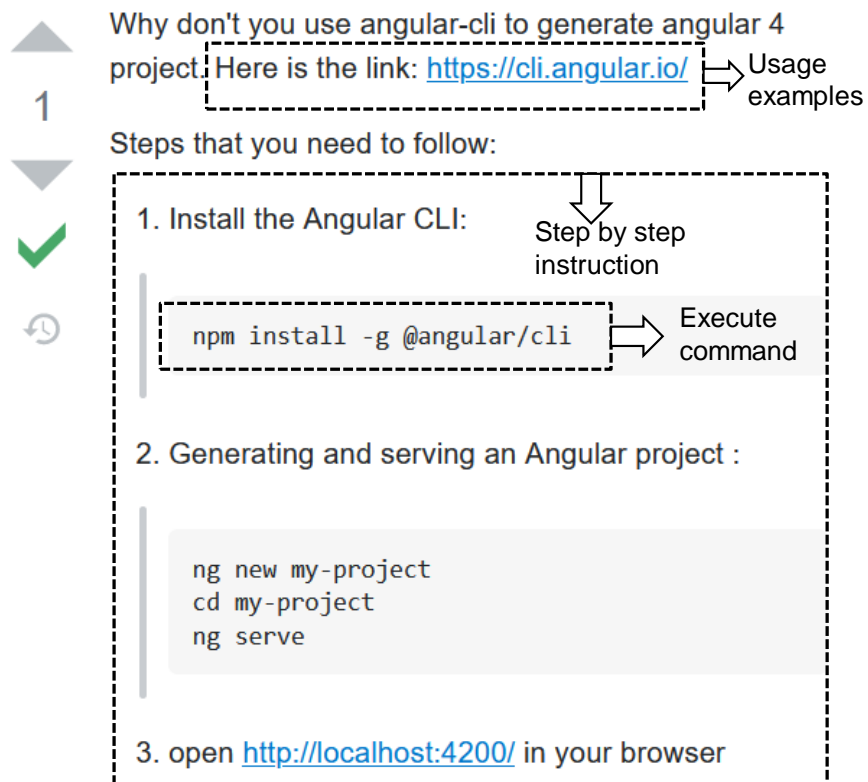 Why don't you use angular-cli to generate angular 4
project. Here is the link: https://cli.angular.io/
Usage
examples
1
Steps that you need to follow:
1. Install the Angular CLI:
Step by step
instruction
npm install -g @angular/cli
Execute
command
2. Generating and serving an Angular project :
ng new my-project
cd my-project
ng serve
3. open http://localhost:4200/ in your browser